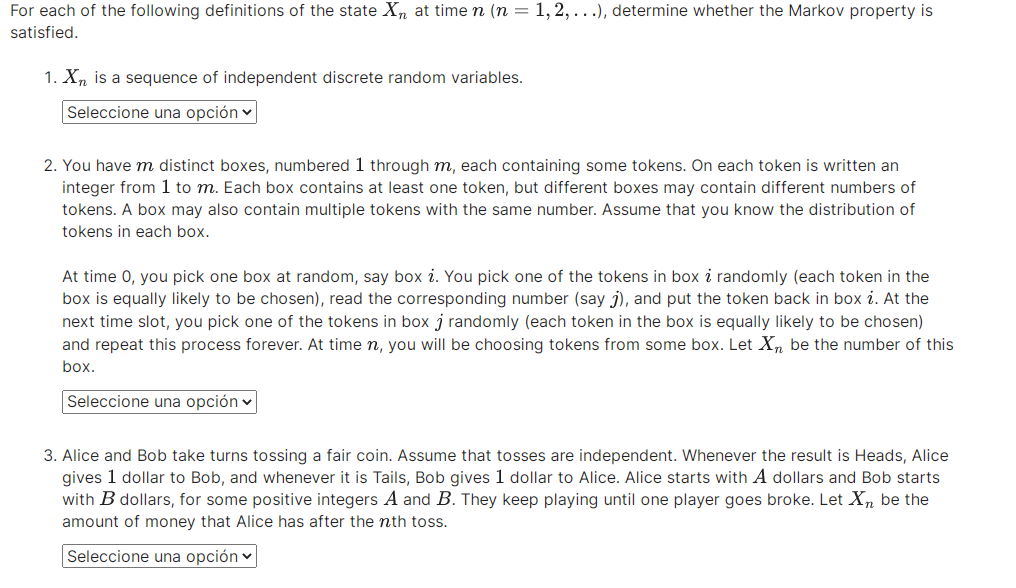 For each of the following definitions of the state Xₙ at time n (n = 1, 2, . . .), determine whether the Markov property is
satisfied.
1. Xₙ is a sequence of independent discrete random variables.
Seleccione una opción
2. You have m distinct boxes, numbered 1 through m, each containing some tokens. On each token is written an
integer from 1 to m. Each box contains at least one token, but different boxes may contain different numbers of
tokens. A box may also contain multiple tokens with the same number. Assume that you know the distribution of
tokens in each box.
At time 0, you pick one box at random, say box i. You pick one of the tokens in box i randomly (each token in the
box is equally likely to be chosen), read the corresponding number (say j), and put the token back in box i. At the
next time slot, you pick one of the tokens in box j randomly (each token in the box is equally likely to be chosen)
and repeat this process forever. At time n, you will be choosing tokens from some box. Let Xₙ be the number of this
box.
Seleccione una opción
3. Alice and Bob take turns tossing a fair coin. Assume that tosses are independent. Whenever the result is Heads, Alice
gives 1 dollar to Bob, and whenever it is Tails, Bob gives 1 dollar to Alice. Alice starts with A dollars and Bob starts
with B dollars, for some positive integers A and B. They keep playing until one player goes broke. Let Xₙ be the
amount of money that Alice has after the nth toss.
Seleccione una opción